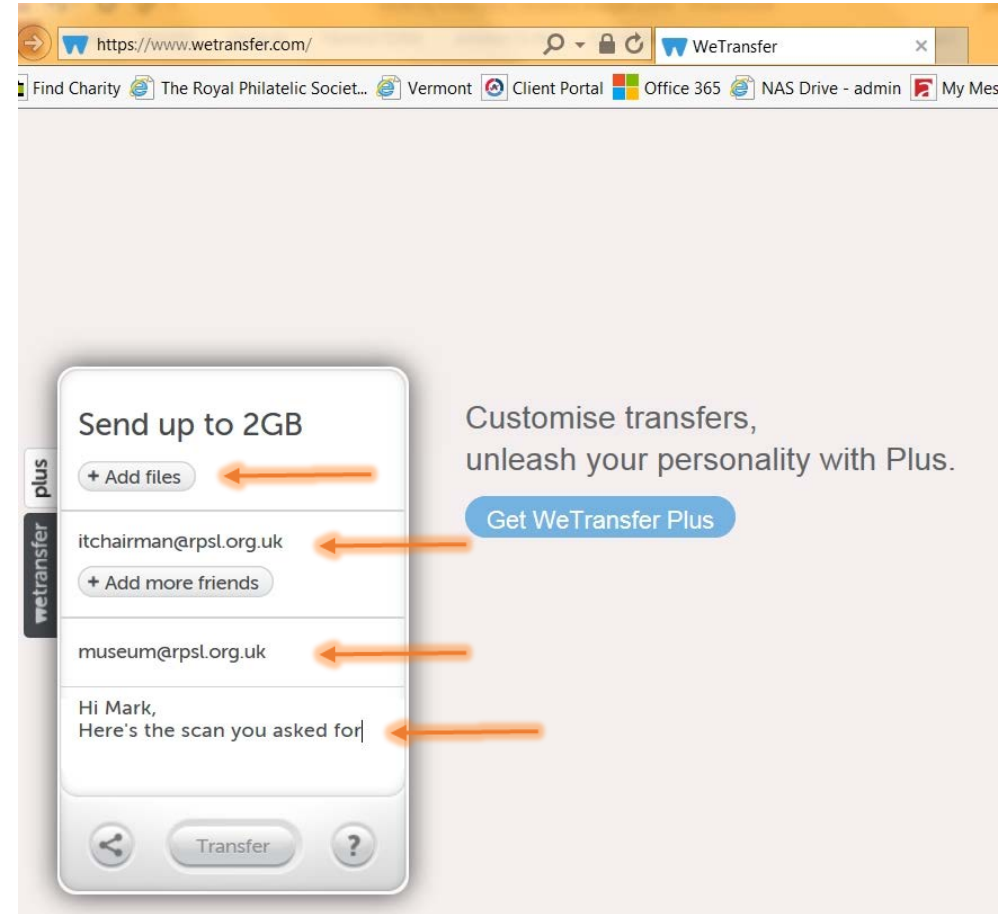 https://www.wetransfer.com/
WeTransfer
Find Charity The Royal Philatelic Societ... Vermont Client Portal Office 365 NAS Drive - admin My Mes
Send up to 2GB
+ Add files
itchairman@rpsl.org.uk
+ Add more friends
museum@rpsl.org.uk
Hi Mark,
Here's the scan you asked for
Transfer
?
plus
wetransfer
Customise transfers,
unleash your personality with Plus.
Get WeTransfer Plus